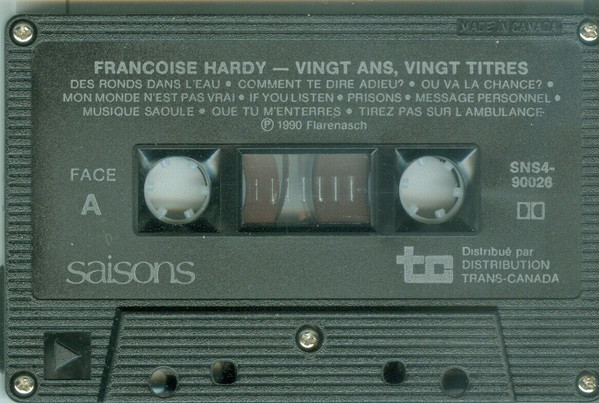 MADE IN CANADA
FRANCOISE HARDY — VINGT ANS, VINGT TITRES
DES RONDS DANS L'EAU • COMMENT TE DIRE ADIEU? • OU VA LA CHANCE? •
MON MONDE N'EST PAS VRAI • IF YOU LISTEN • PRISONS • MESSAGE PERSONNEL •
MUSIQUE SAOULE • QUE TU M'ENTERRES • TIREZ PAS SUR L AMBULANCE
Ⓟ 1990 Flarenasch
FACE
A
SNS4-
90026
saisons
tc
Distribué par
DISTRIBUTION
TRANS-CANADA